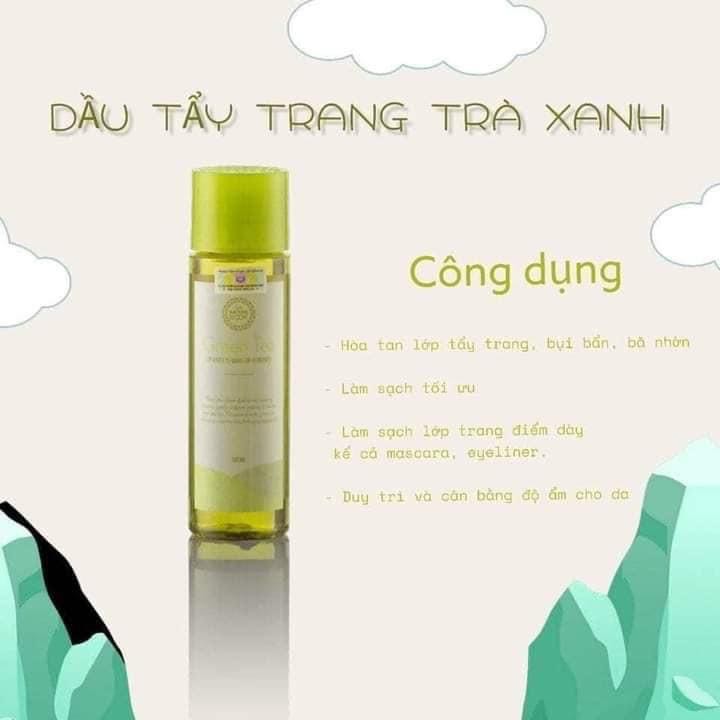 DẦU TẨY TRANG TRÀ XANH
Công dụng
- Hòa tan lớp tẩy trang, bụi bẩn, bã nhờn
- Làm sạch tối ưu
- Làm sạch lớp trang điểm dày
kể cả mascara, eyeliner.
- Duy trì và cân bằng độ ẩm cho da
Green Tea